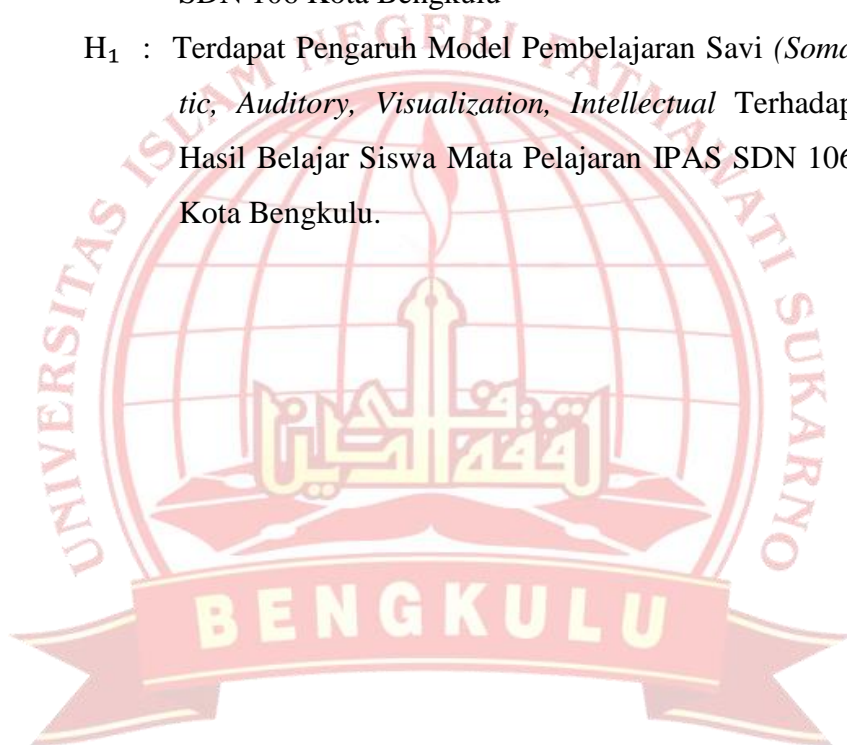 SDN 106 Kota Bengkulu
H₁ : Terdapat Pengaruh Model Pembelajaran Savi (Soma
tic, Auditory, Visualization, Intellectual Terhadap
Hasil Belajar Siswa Mata Pelajaran IPAS SDN 106
Kota Bengkulu.
UNIVERSITAS ISLAM NEGERI FATMAWATI SUKARNO
BENGKULU